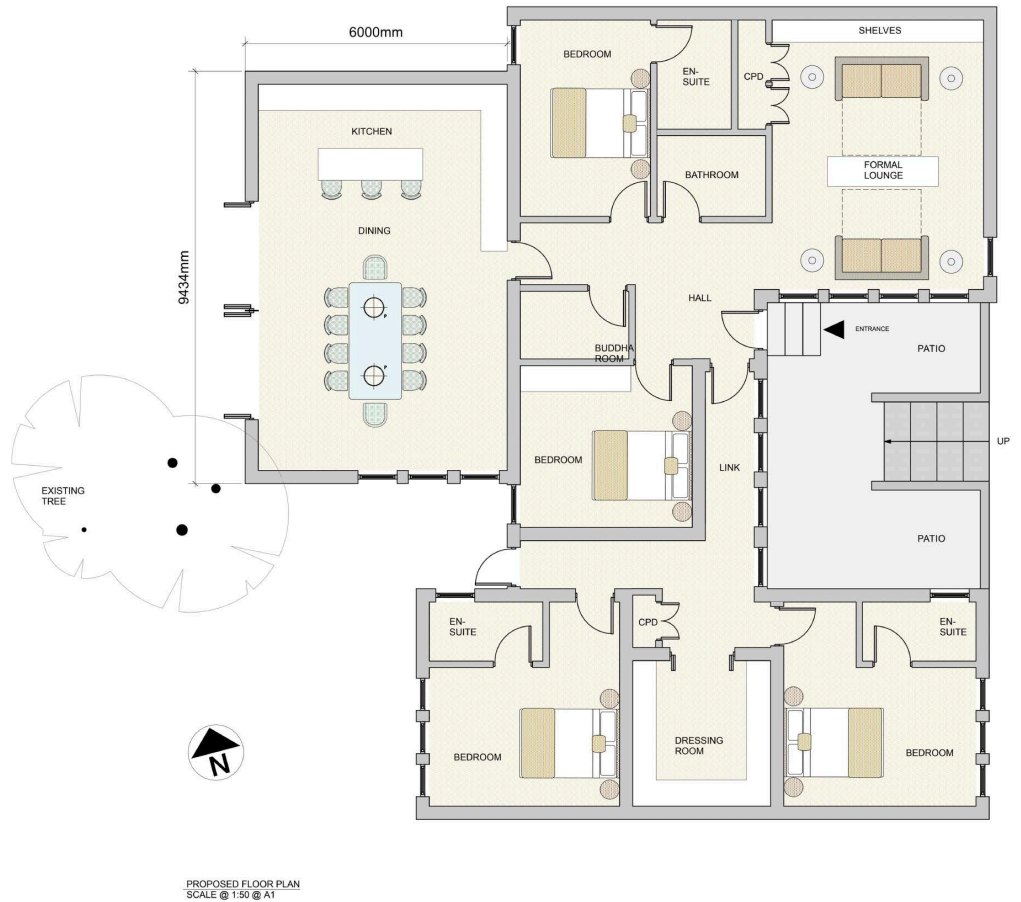 6000mm
9434mm
SHELVES
BEDROOM
EN-
SUITE
CPD
KITCHEN
FORMAL
LOUNGE
BATHROOM
DINING
HALL
ENTRANCE
BUDDHA
ROOM
PATIO
UP
BEDROOM
LINK
EXISTING
TREE
PATIO
EN-
SUITE
CPD
EN-
SUITE
DRESSING
ROOM
BEDROOM
BEDROOM
N
PROPOSED FLOOR PLAN
SCALE @ 1:50 @ A1